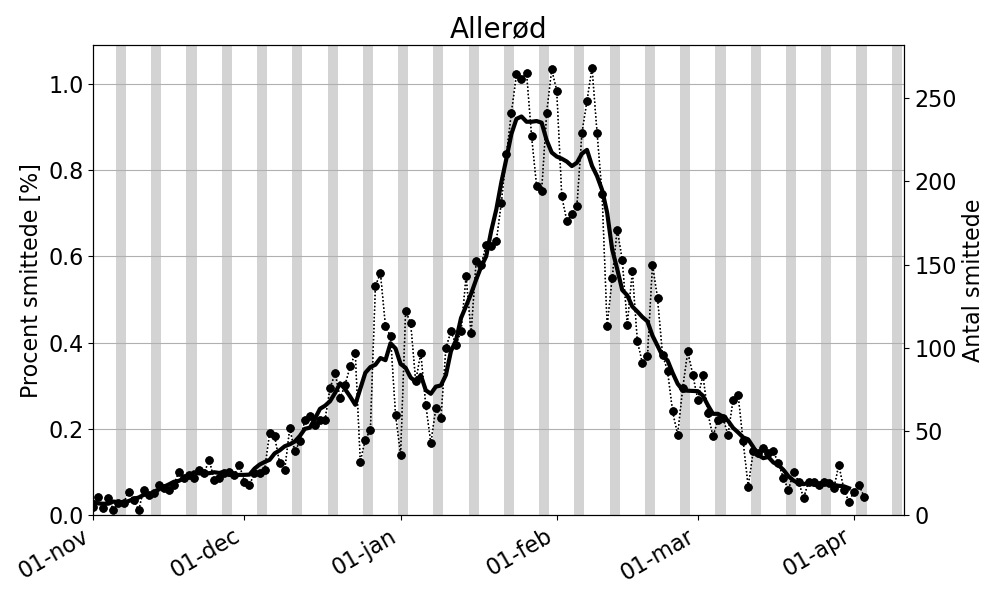 Allerød
Procent smittede [%]
1.0
0.8
0.6
0.4
0.2
0.0
250
200
150
100
50
0
Antal smittede
01-nov
01-dec
01-jan
01-feb
01-mar
01-apr